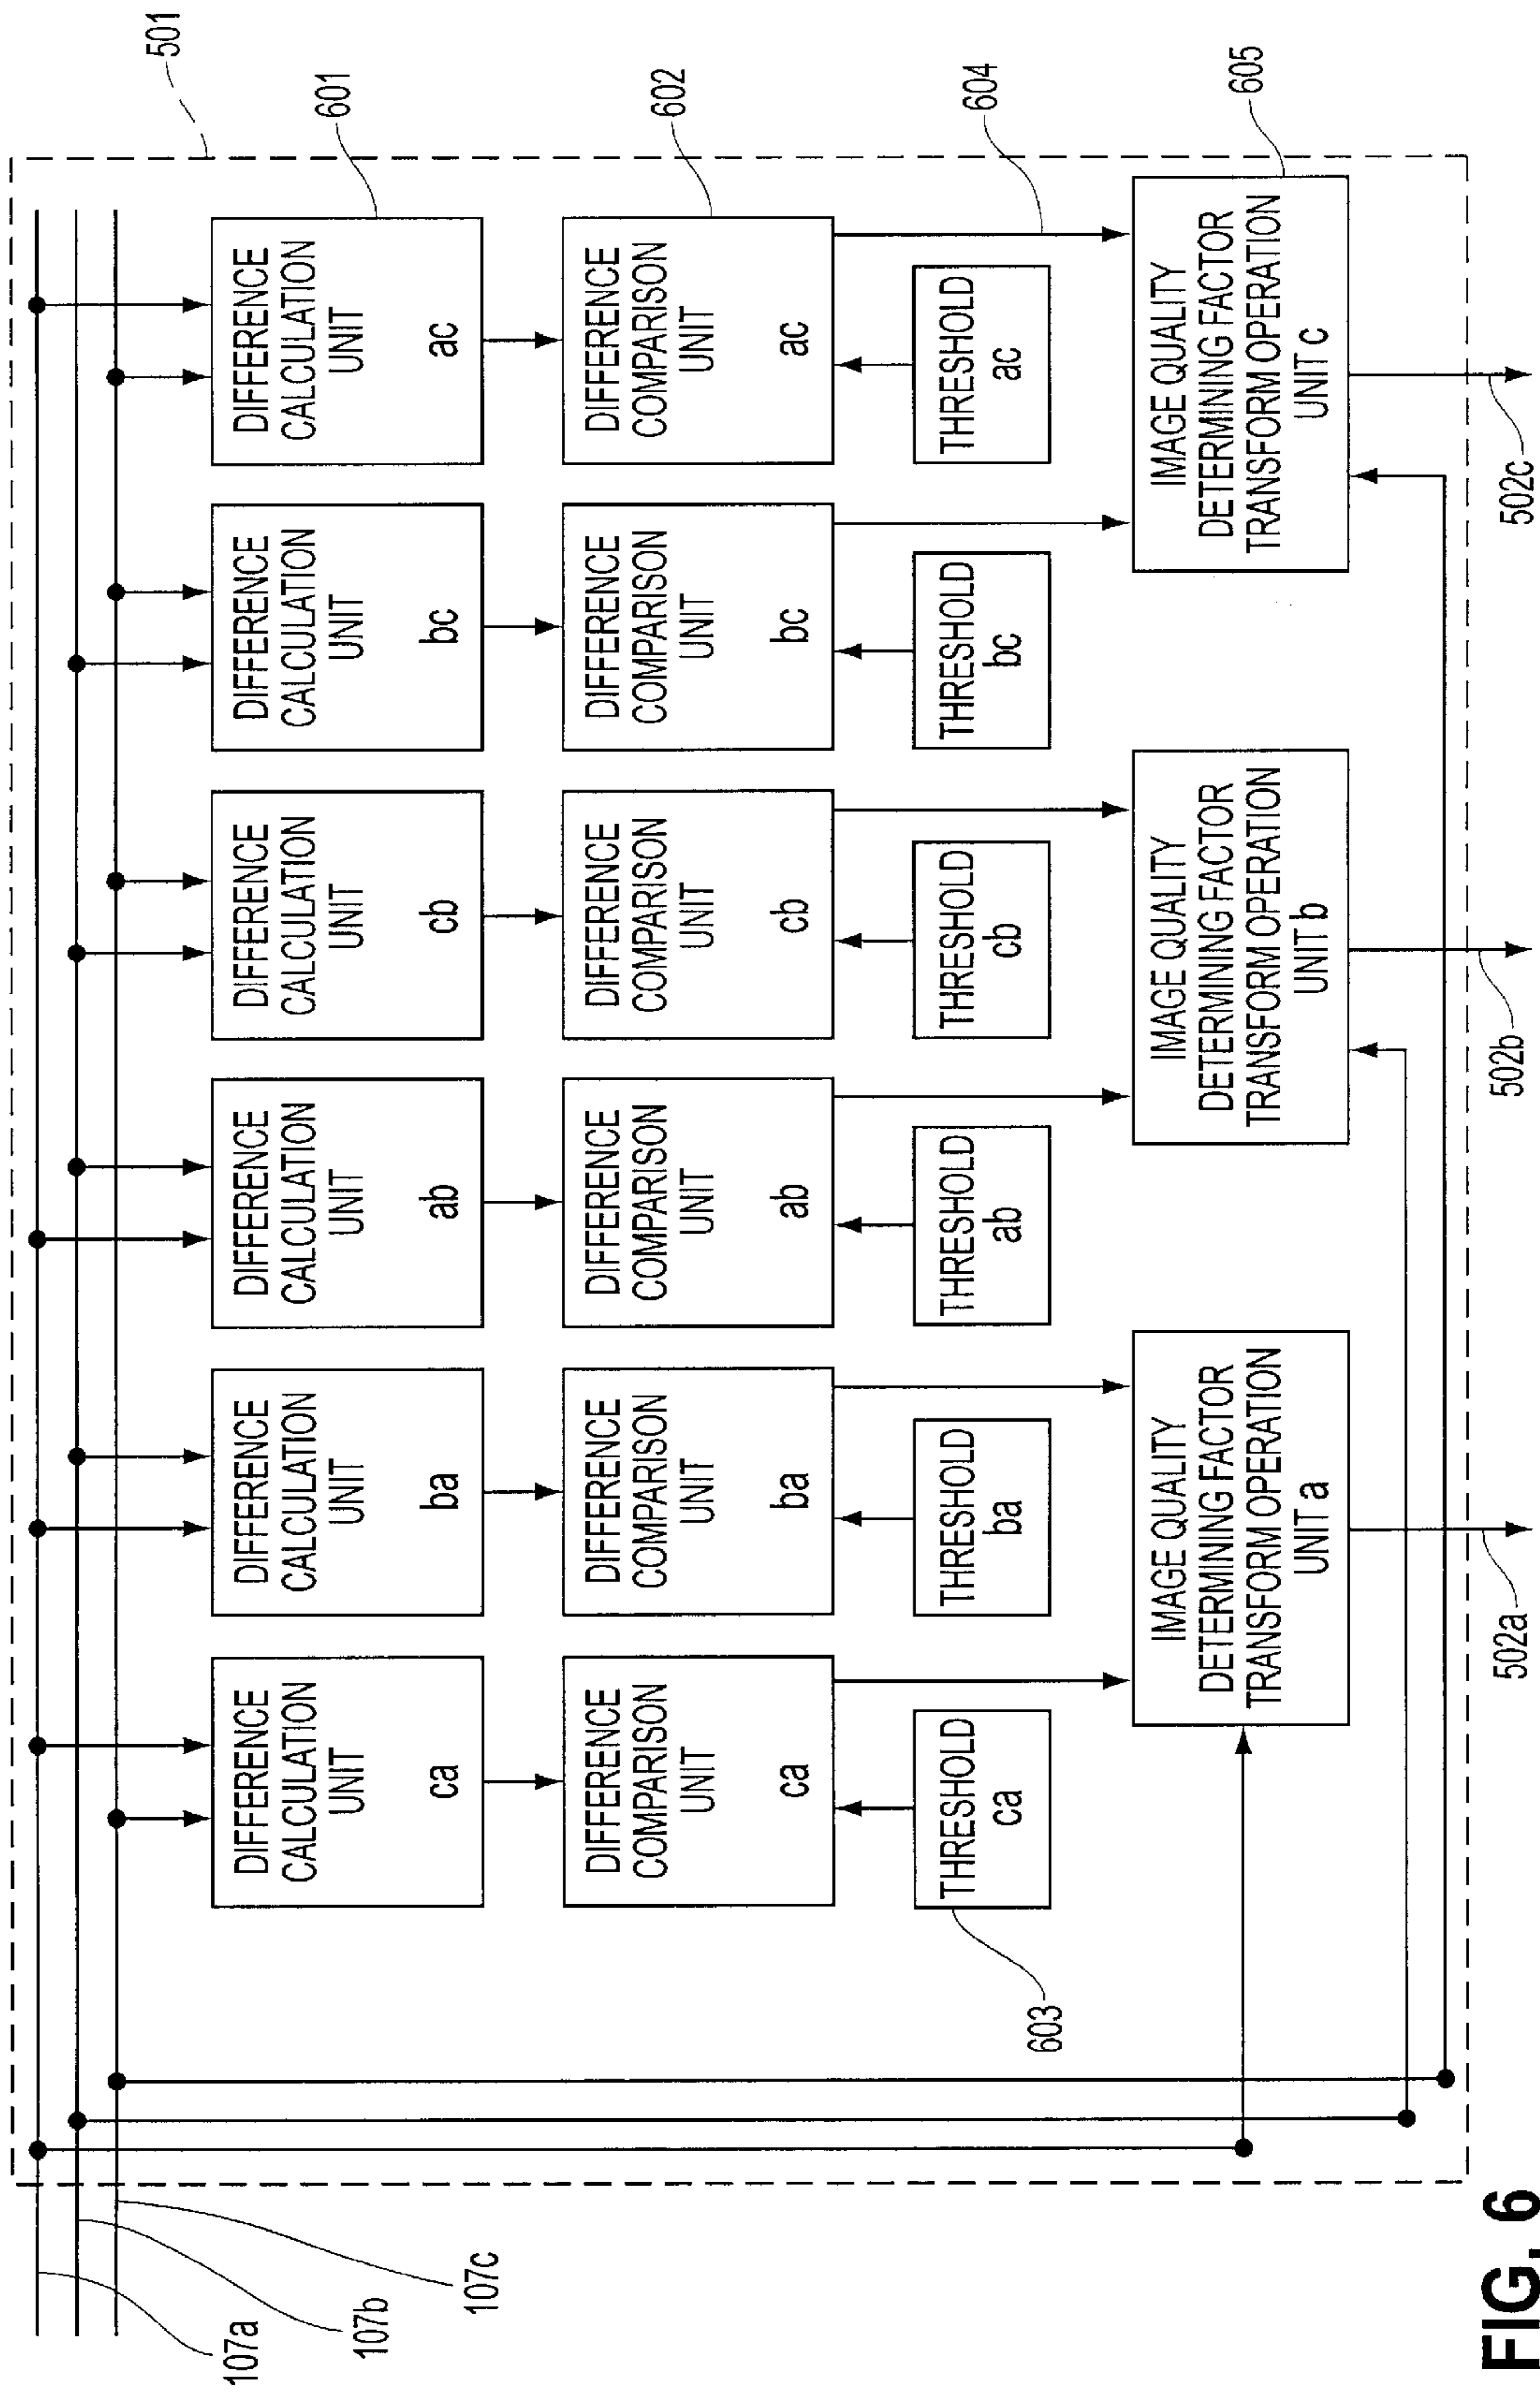 107a
107b
107c
501
DIFFERENCE
CALCULATION
UNIT
ca
DIFFERENCE
CALCULATION
UNIT
ba
DIFFERENCE
CALCULATION
UNIT
ab
DIFFERENCE
CALCULATION
UNIT
cb
DIFFERENCE
CALCULATION
UNIT
bc
DIFFERENCE
CALCULATION
UNIT
ac
601
DIFFERENCE
COMPARISON
UNIT
ca
DIFFERENCE
COMPARISON
UNIT
ba
DIFFERENCE
COMPARISON
UNIT
ab
DIFFERENCE
COMPARISON
UNIT
cb
DIFFERENCE
COMPARISON
UNIT
bc
DIFFERENCE
COMPARISON
UNIT
ac
602
603
THRESHOLD
ca
THRESHOLD
ba
THRESHOLD
ab
THRESHOLD
cb
THRESHOLD
bc
THRESHOLD
ac
604
IMAGE QUALITY
DETERMINING FACTOR
TRANSFORM OPERATION
UNIT a
IMAGE QUALITY
DETERMINING FACTOR
TRANSFORM OPERATION
UNIT b
IMAGE QUALITY
DETERMINING FACTOR
TRANSFORM OPERATION
UNIT c
605
502a
502b
502c
FIG. 6